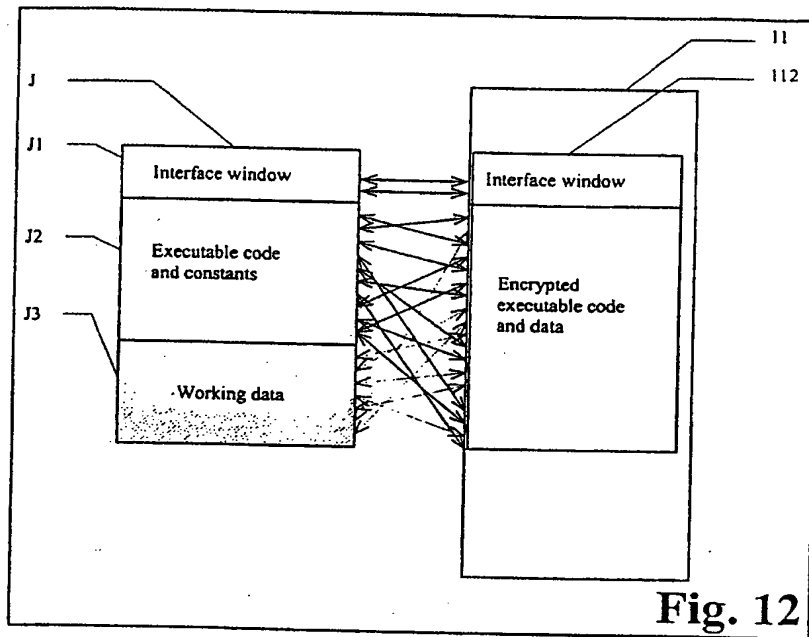 11
J
112
J1
Interface window
Interface window
J2
Executable code
and constants
Encrypted
executable code
and data
J3
Working data
Fig. 12